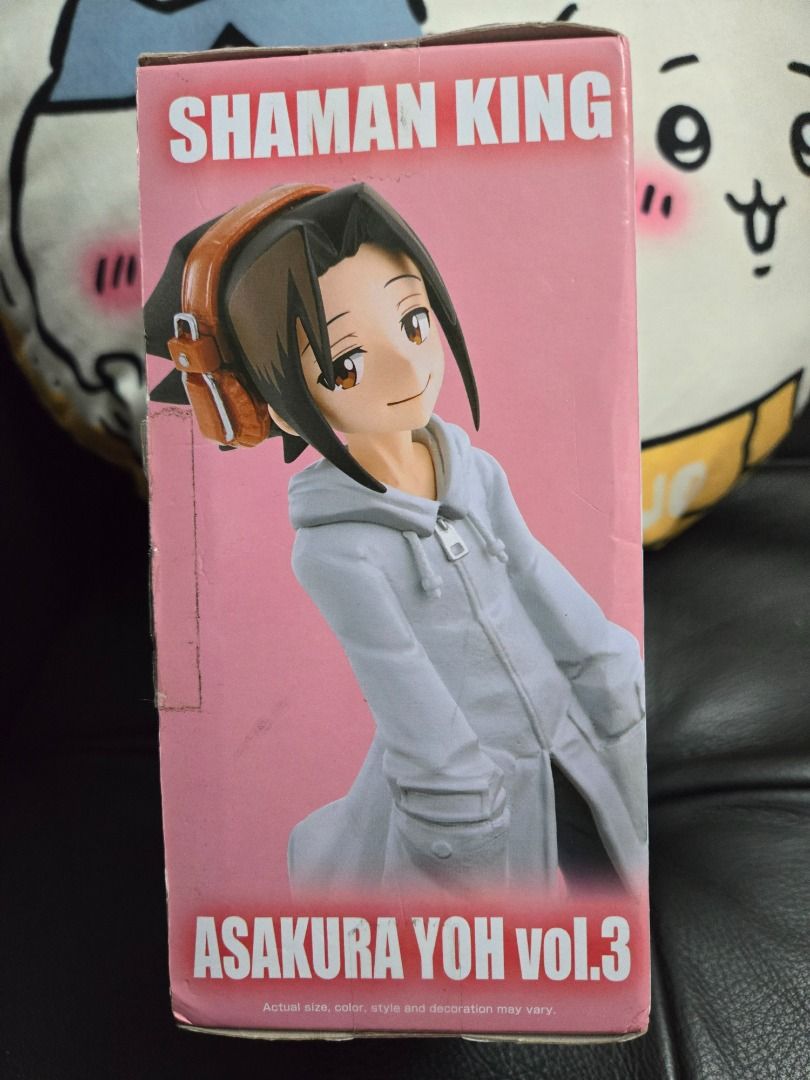 SHAMAN KING
ASAKURA YOH vol.3
Actual size, color, style and decoration may vary.